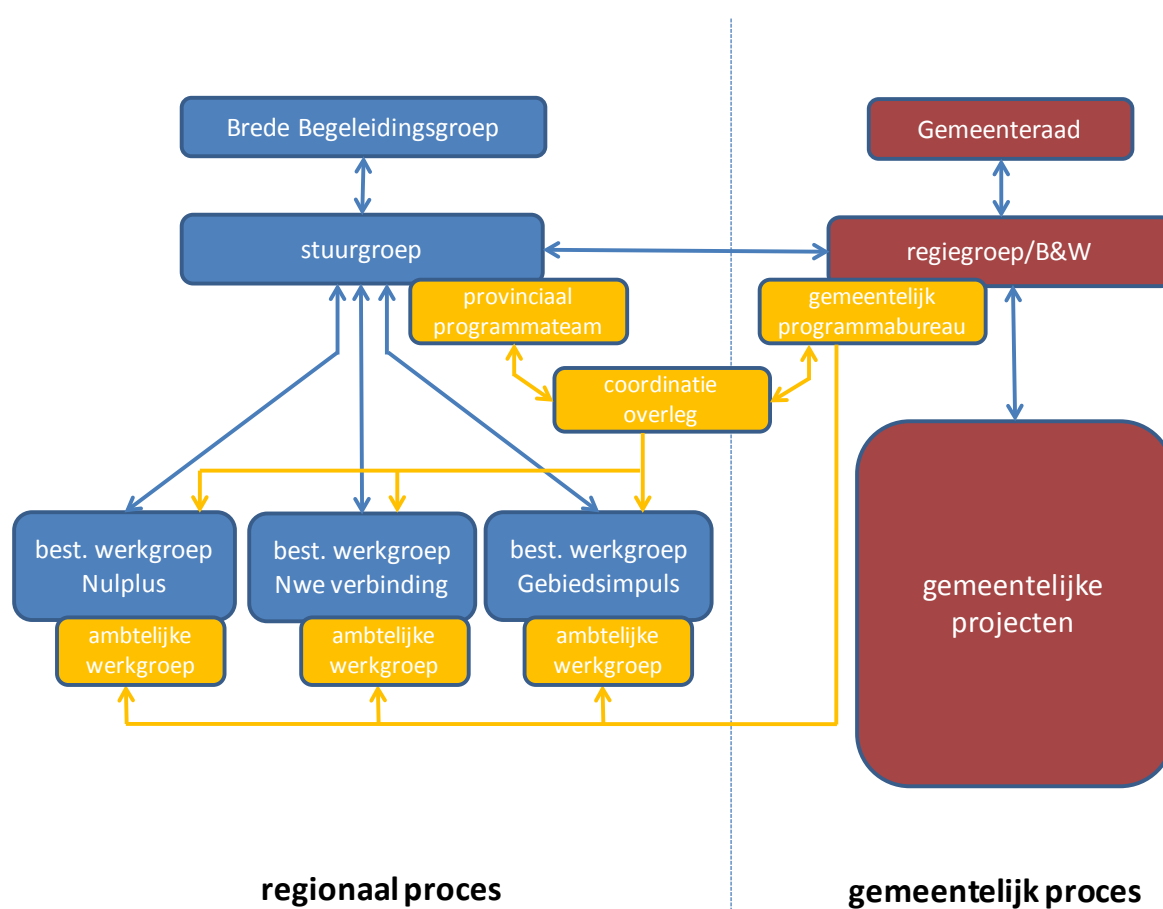 Brede Begeleidingsgroep
Gemeenteraad
stuurgroep
regiegroep/B&W
provinciaal
programmateam
gemeentelijk
programmabureau
coordinatie
overleg
best. werkgroep
Nulplus
best. werkgroep
Nwe verbinding
best. werkgroep
Gebiedsimpuls
ambtelijke
werkgroep
ambtelijke
werkgroep
ambtelijke
werkgroep
gemeentelijke
projecten
regionaal proces
gemeentelijk proces